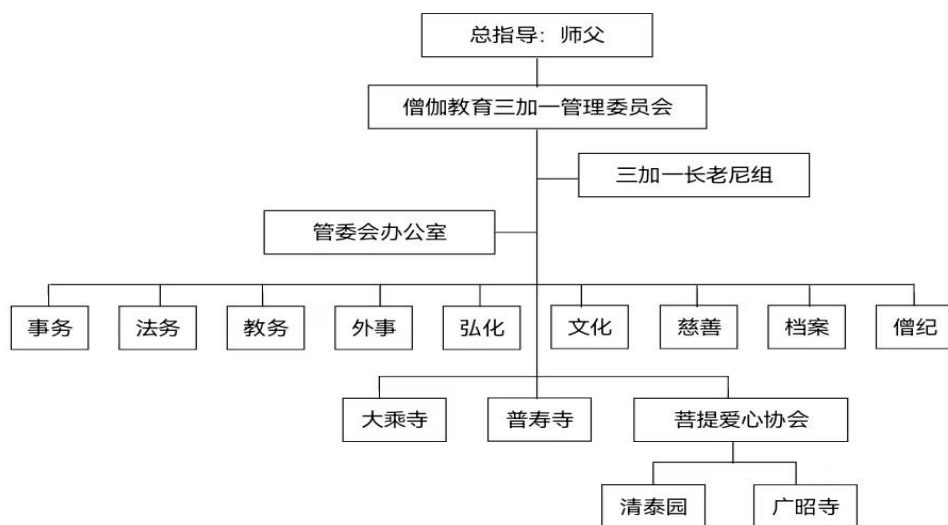 总指导：师父
僧伽教育三加一管理委员会
三加一长老尼组
管委会办公室
事务
法务
教务
外事
弘化
文化
慈善
档案
僧纪
大乘寺
普寿寺
菩提爱心协会
清泰园
广昭寺